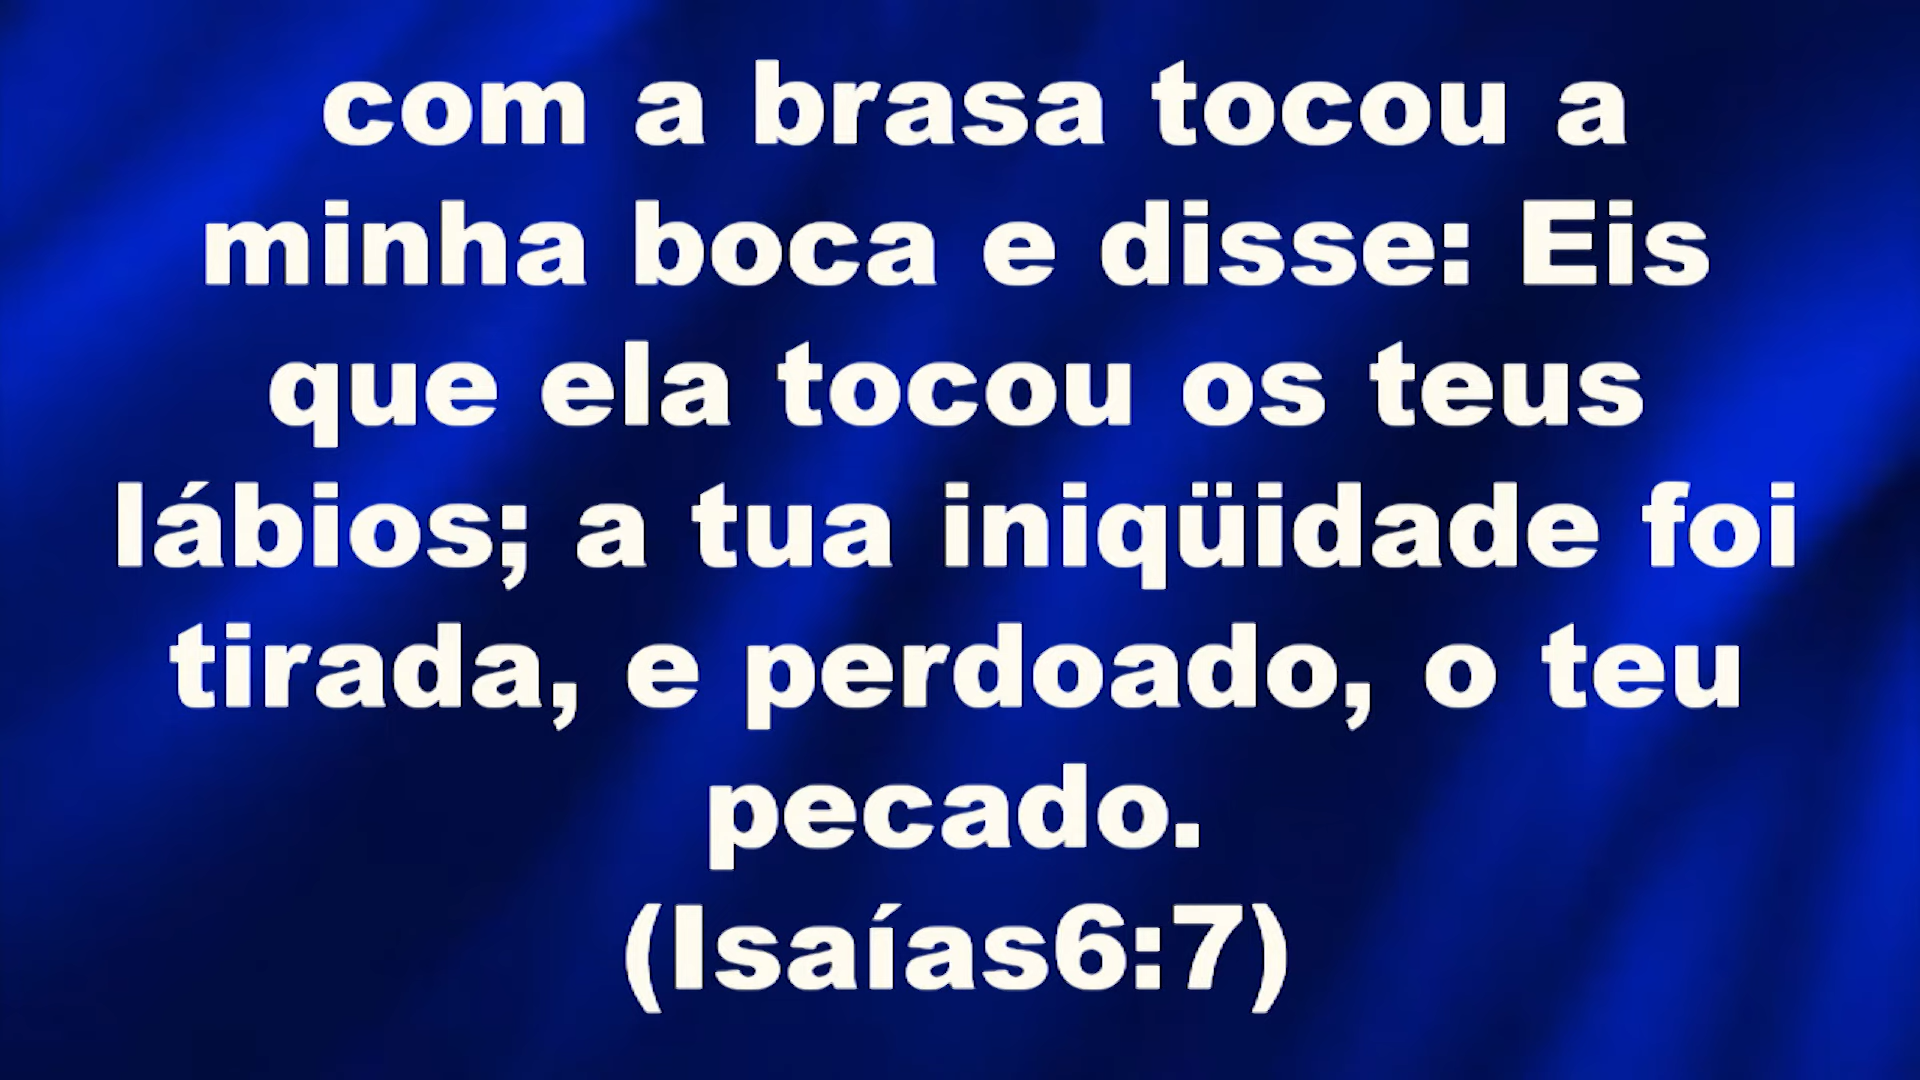 com a brasa tocou a
minha boca e disse: Eis
que ela tocou os teus
lábios; a tua iniqüidade foi
tirada, e perdoado, o teu
pecado.
(Isaías6:7)